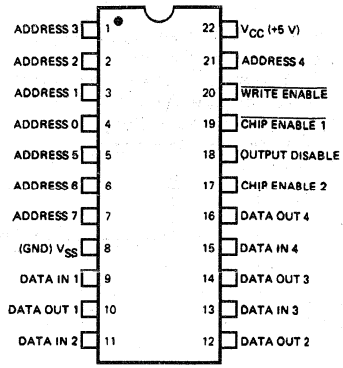 ADDRESS 3 1 22 VCC (+5 V)
ADDRESS 2 2 21 ADDRESS 4
ADDRESS 1 3 20 WRITE ENABLE
ADDRESS 0 4 19 CHIP ENABLE 1
ADDRESS 5 5 18 OUTPUT DISABLE
ADDRESS 6 6 17 CHIP ENABLE 2
ADDRESS 7 7 16 DATA OUT 4
(GND) VSS 8 15 DATA IN 4
DATA IN 1 9 14 DATA OUT 3
DATA OUT 1 10 13 DATA IN 3
DATA IN 2 11 12 DATA OUT 2